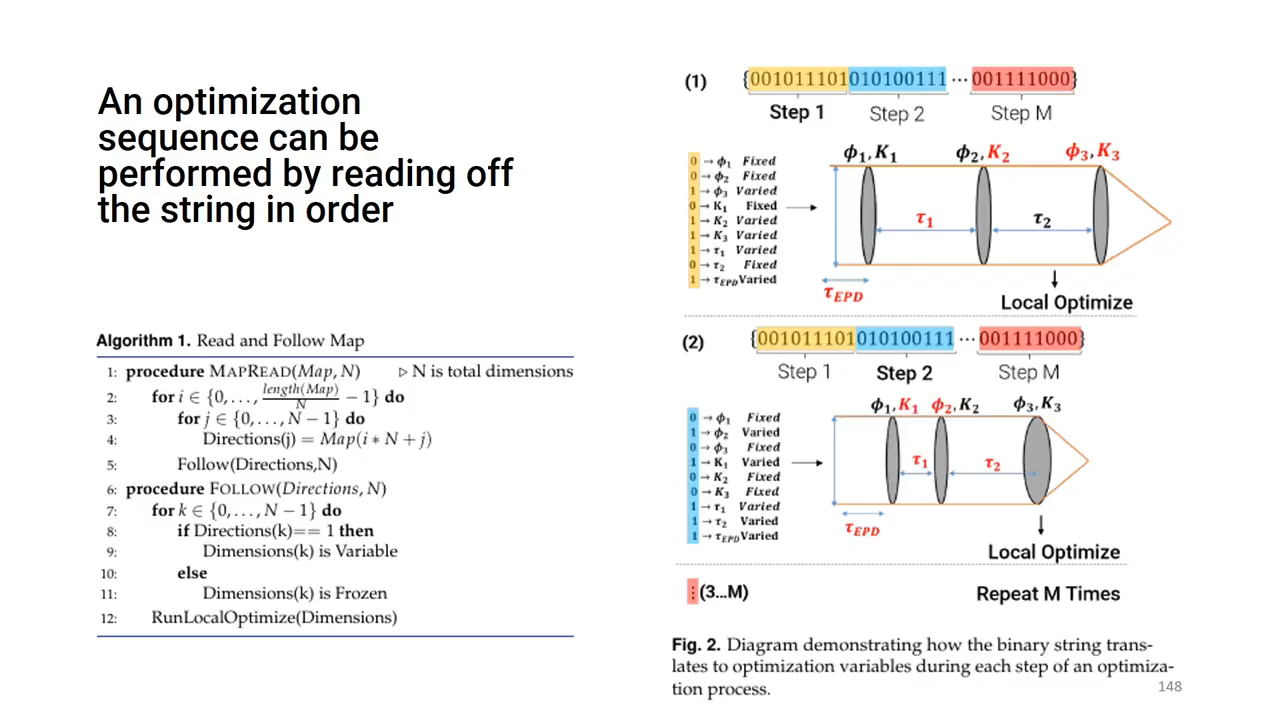 An optimization
sequence can be
performed by reading off
the string in order
Algorithm 1. Read and Follow Map
1: procedure MAPREAD(Map, N) ▷ N is total dimensions
2: for i ∈ {0, . . . , length(Map)/N − 1} do
3: for j ∈ {0, . . . , N − 1} do
4: Directions(j) = Map(i ∗ N + j)
5: Follow(Directions,N)
6: procedure FOLLOW(Directions, N)
7: for k ∈ {0, . . . , N − 1} do
8: if Directions(k)== 1 then
9: Dimensions(k) is Variable
10: else
11: Dimensions(k) is Frozen
12: RunLocalOptimize(Dimensions)
(1) {001011101010100111 ··· 001111000}
Step 1 Step 2 Step M
0 → ϕ1 Fixed
0 → ϕ2 Fixed
1 → ϕ3 Varied
0 → K1 Fixed
1 → K2 Varied
1 → K3 Varied
1 → τ1 Varied
0 → τ2 Fixed
1 → τEPD Varied
ϕ1, K1 ϕ2, K2 ϕ3, K3
τ1 τ2
τEPD
Local Optimize
(2) {001011101010100111 ··· 001111000}
Step 1 Step 2 Step M
0 → ϕ1 Fixed
1 → ϕ2 Varied
0 → ϕ3 Fixed
1 → K1 Varied
0 → K2 Fixed
0 → K3 Fixed
1 → τ1 Varied
1 → τ2 Varied
1 → τEPD Varied
ϕ1, K1 ϕ2, K2 ϕ3, K3
τ1 τ2
τEPD
Local Optimize
⋮ (3...M) Repeat M Times
Fig. 2. Diagram demonstrating how the binary string trans-
lates to optimization variables during each step of an optimiza-
tion process.
148